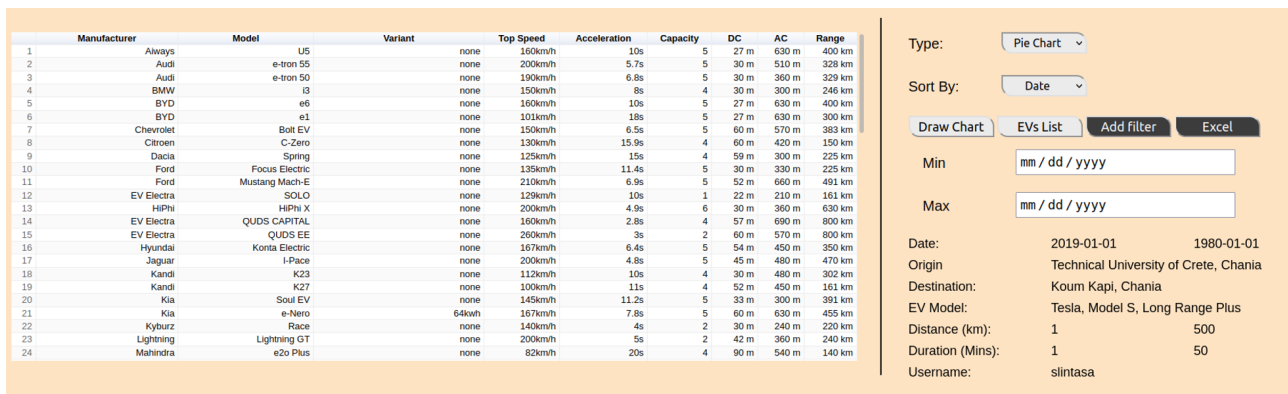 Manufacturer Model Variant Top Speed Acceleration Capacity DC AC Range
1 Aiways U5 none 160km/h 10s 5 27 m 630 m 400 km
2 Audi e-tron 55 none 200km/h 5.7s 5 30 m 510 m 328 km
3 Audi e-tron 50 none 190km/h 6.8s 5 30 m 360 m 329 km
4 BMW i3 none 150km/h 8s 4 30 m 300 m 246 km
5 BYD e6 none 160km/h 10s 5 27 m 630 m 400 km
6 BYD e1 none 101km/h 18s 5 27 m 630 m 300 km
7 Chevrolet Bolt EV none 150km/h 6.5s 5 60 m 570 m 383 km
8 Citroen C-Zero none 130km/h 15.9s 4 60 m 420 m 150 km
9 Dacia Spring none 125km/h 15s 4 59 m 300 m 225 km
10 Ford Focus Electric none 135km/h 11.4s 5 30 m 330 m 225 km
11 Ford Mustang Mach-E none 210km/h 6.9s 5 52 m 660 m 491 km
12 EV Electra SOLO none 129km/h 10s 1 22 m 210 m 161 km
13 HiPhi HiPhi X none 200km/h 4.9s 6 30 m 360 m 630 km
14 EV Electra QUDS CAPITAL none 160km/h 2.8s 4 57 m 690 m 800 km
15 EV Electra QUDS EE none 260km/h 3s 2 60 m 570 m 800 km
16 Hyundai Konta Electric none 167km/h 6.4s 5 54 m 450 m 350 km
17 Jaguar I-Pace none 200km/h 4.8s 5 45 m 480 m 470 km
18 Kandi K23 none 112km/h 10s 4 30 m 480 m 302 km
19 Kandi K27 none 100km/h 11s 4 52 m 450 m 161 km
20 Kia Soul EV none 145km/h 11.2s 5 33 m 300 m 391 km
21 Kia e-Nero 64kwh 167km/h 7.8s 5 60 m 630 m 455 km
22 Kyburz Race none 140km/h 4s 2 30 m 240 m 220 km
23 Lightning Lightning GT none 200km/h 5s 2 42 m 360 m 240 km
24 Mahindra e2o Plus none 82km/h 20s 4 90 m 540 m 140 km
Type: Pie Chart
Sort By: Date
Draw Chart EVs List Add filter Excel
Min mm / dd / yyyy
Max mm / dd / yyyy
Date: 2019-01-01 1980-01-01
Origin Technical University of Crete, Chania
Destination: Koum Kapi, Chania
EV Model: Tesla, Model S, Long Range Plus
Distance (km): 1 500
Duration (Mins): 1 50
Username: slintasa